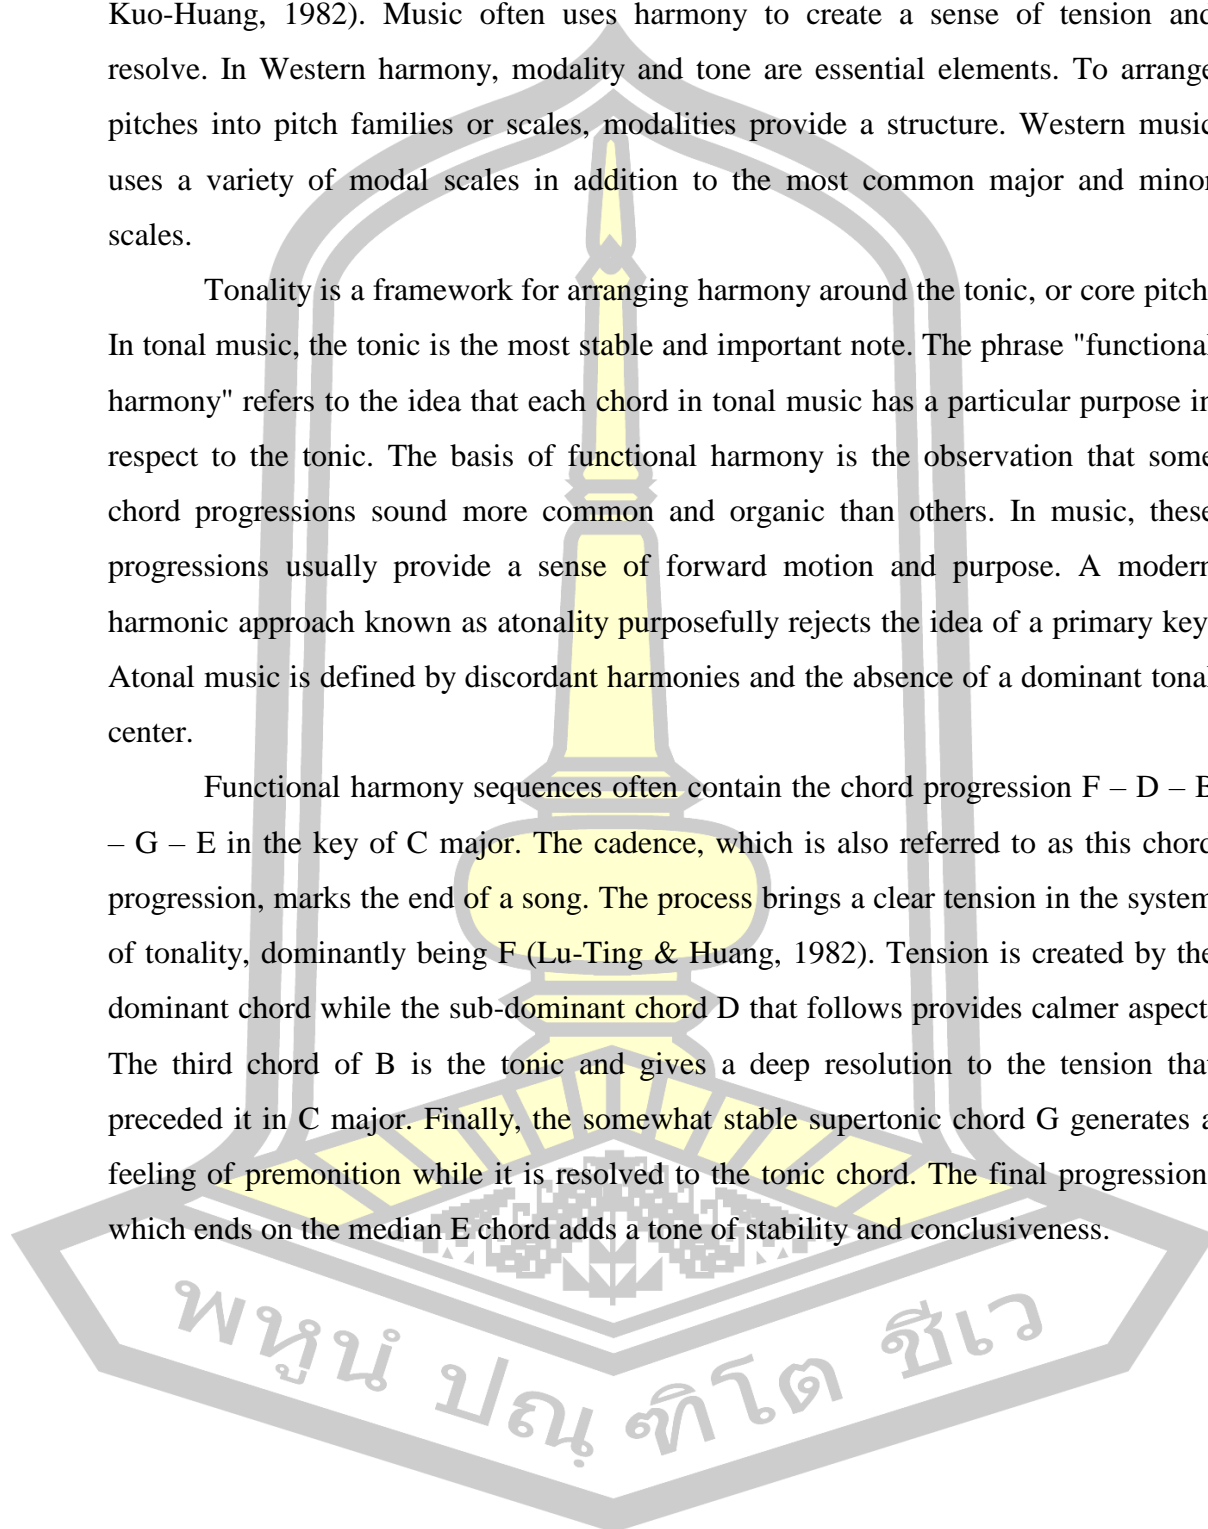 Kuo-Huang, 1982). Music often uses harmony to create a sense of tension and
resolve. In Western harmony, modality and tone are essential elements. To arrange
pitches into pitch families or scales, modalities provide a structure. Western music
uses a variety of modal scales in addition to the most common major and minor
scales.
Tonality is a framework for arranging harmony around the tonic, or core pitch
In tonal music, the tonic is the most stable and important note. The phrase "functional
harmony" refers to the idea that each chord in tonal music has a particular purpose in
respect to the tonic. The basis of functional harmony is the observation that some
chord progressions sound more common and organic than others. In music, these
progressions usually provide a sense of forward motion and purpose. A modern
harmonic approach known as atonality purposefully rejects the idea of a primary key
Atonal music is defined by discordant harmonies and the absence of a dominant tonal
center.
Functional harmony sequences often contain the chord progression F – D – B
– G – E in the key of C major. The cadence, which is also referred to as this chord
progression, marks the end of a song. The process brings a clear tension in the system
of tonality, dominantly being F (Lu-Ting & Huang, 1982). Tension is created by the
dominant chord while the sub-dominant chord D that follows provides calmer aspect
The third chord of B is the tonic and gives a deep resolution to the tension that
preceded it in C major. Finally, the somewhat stable supertonic chord G generates a
feeling of premonition while it is resolved to the tonic chord. The final progression
which ends on the median E chord adds a tone of stability and conclusiveness.
พหูนํ ปณฺฑิโต ชีเว